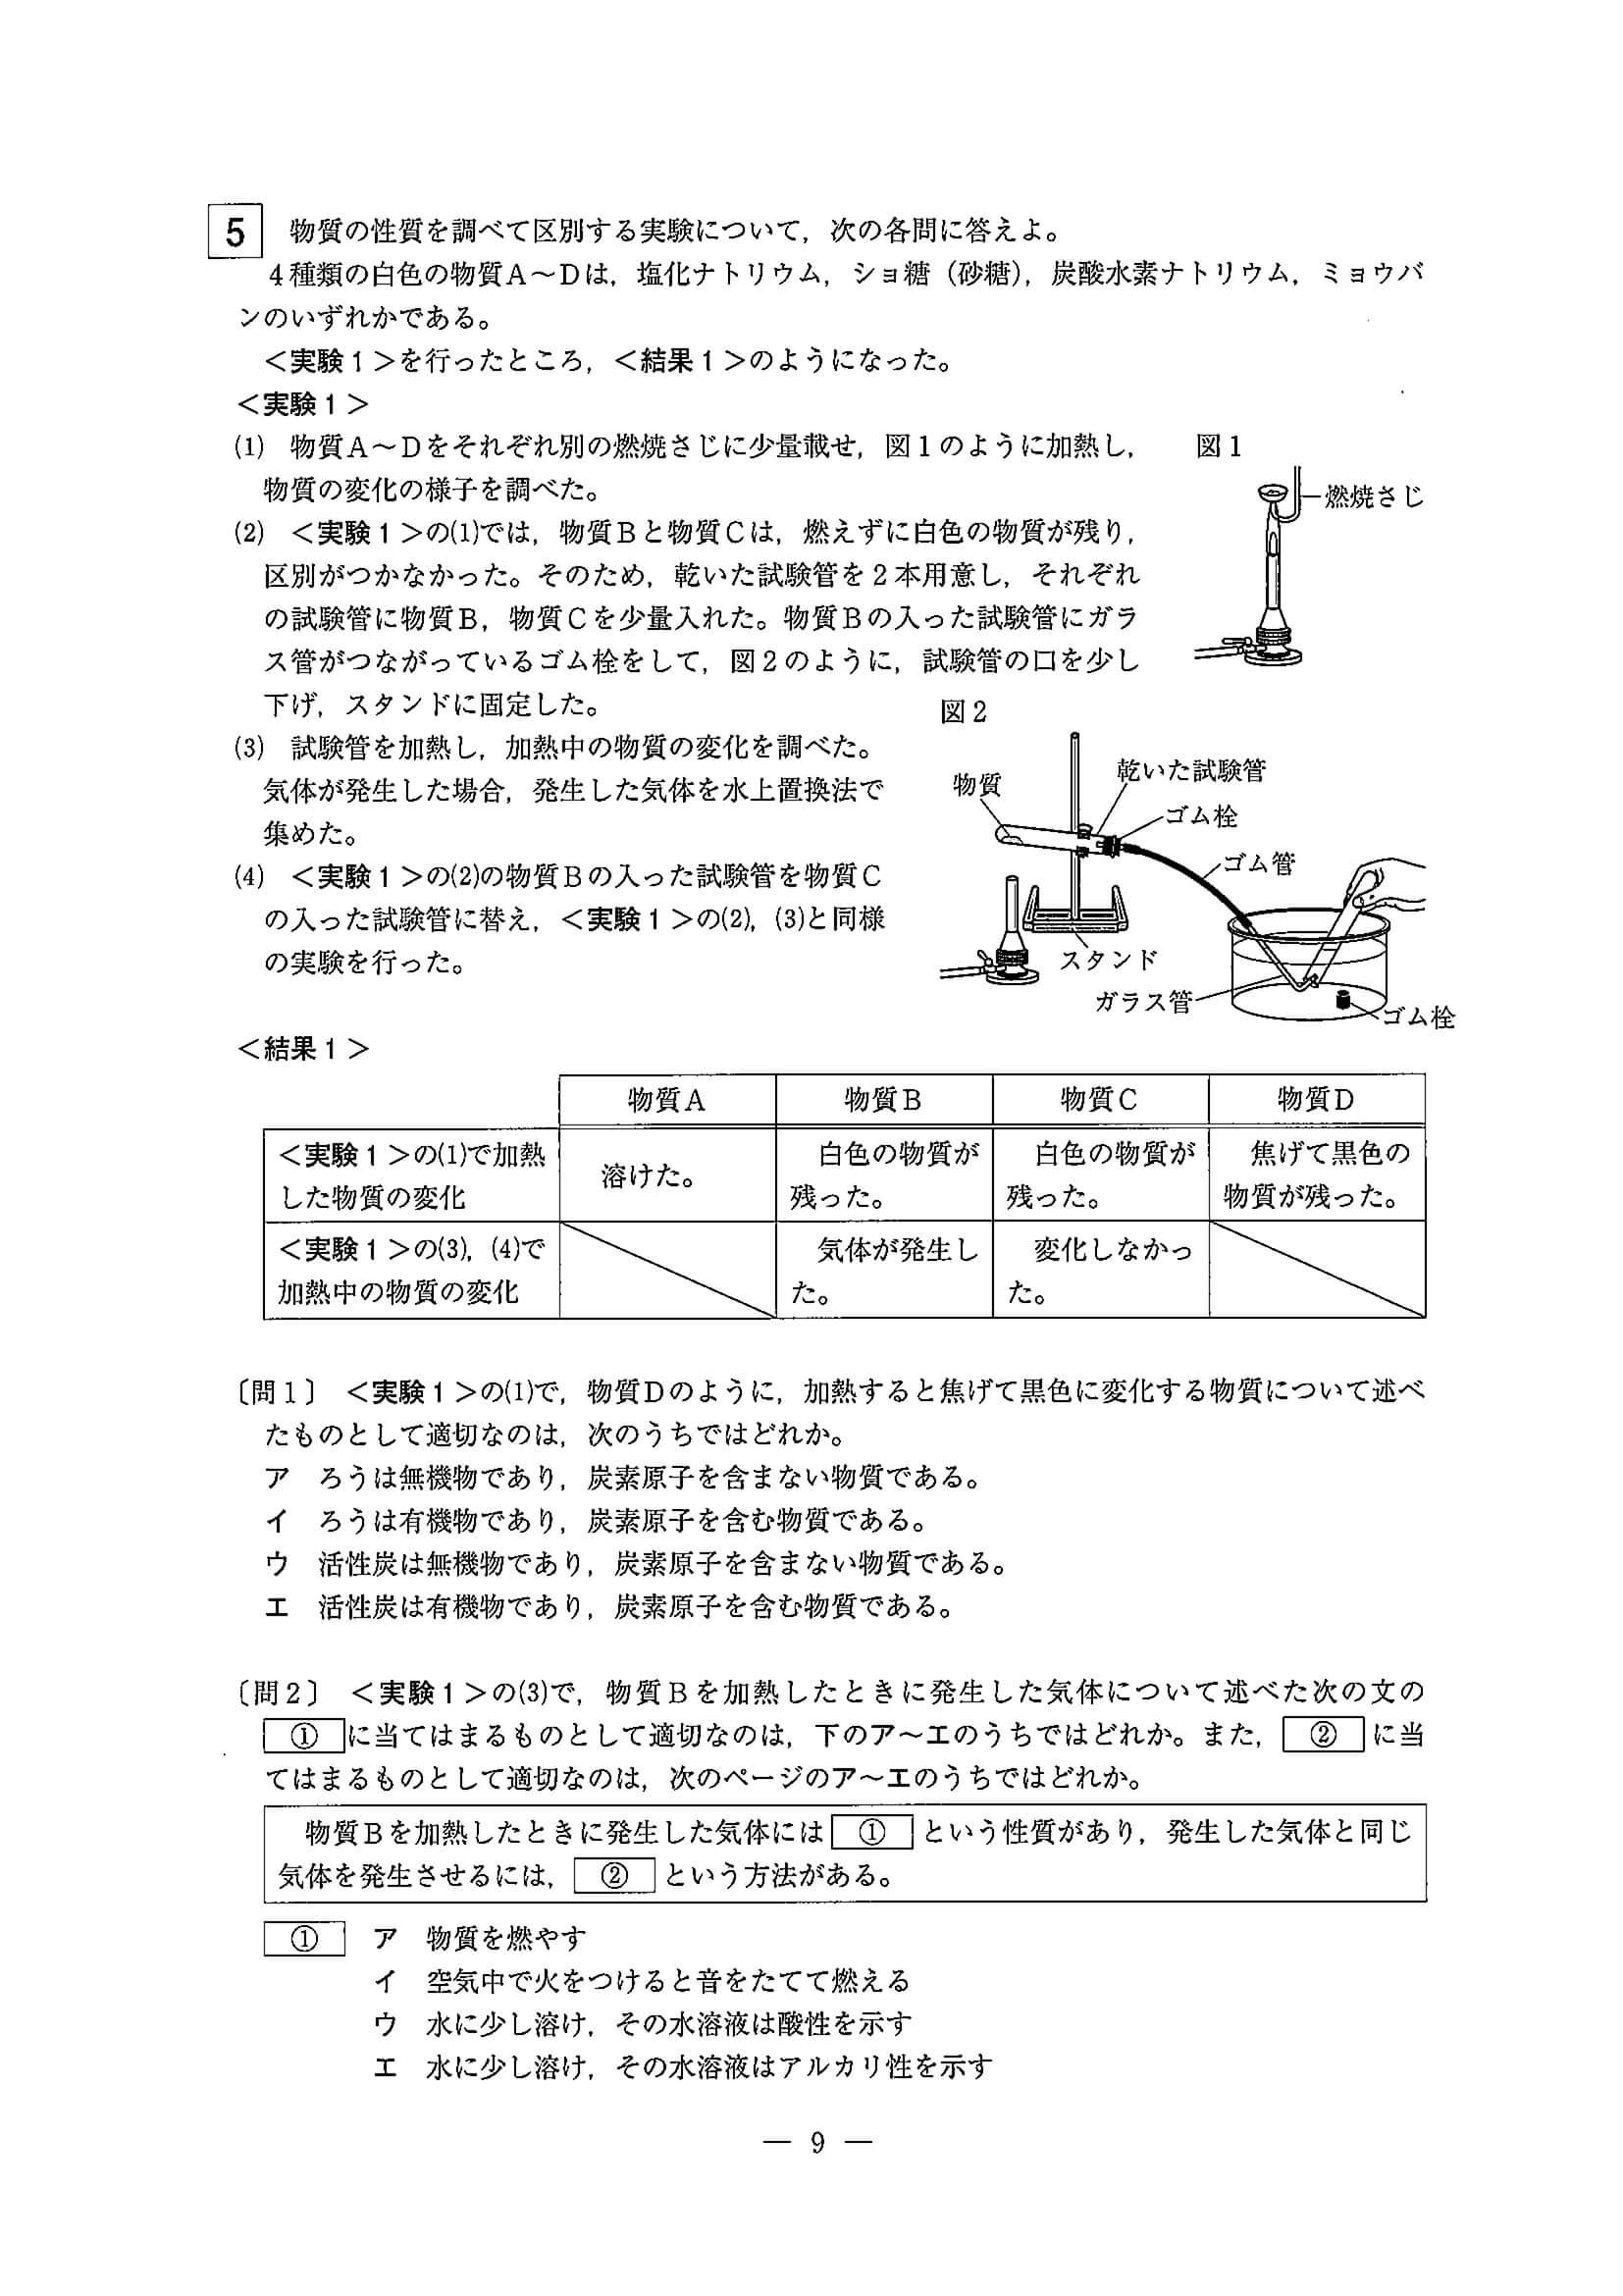 5 物質の性質を調べて区別する実験について，次の各問に答えよ。
4種類の白色の物質A～Dは，塩化ナトリウム，ショ糖（砂糖），炭酸水素ナトリウム，ミョウバ
ンのいずれかである。
＜実験1＞を行ったところ，＜結果1＞のようになった。
＜実験1＞
(1) 物質A～Dをそれぞれ別の燃焼さじに少量載せ，図1のように加熱し，
物質の変化の様子を調べた。
(2) ＜実験1＞の(1)では，物質Bと物質Cは，燃えずに白色の物質が残り，
区別がつかなかった。そのため，乾いた試験管を2本用意し，それぞれ
の試験管に物質B，物質Cを少量入れた。物質Bの入った試験管にガラ
ス管がつながっているゴム栓をして，図2のように，試験管の口を少し
下げ，スタンドに固定した。
(3) 試験管を加熱し，加熱中の物質の変化を調べた。
気体が発生した場合，発生した気体を水上置換法で
集めた。
(4) ＜実験1＞の(2)の物質Bの入った試験管を物質C
の入った試験管に替え，＜実験1＞の(2)，(3)と同様
の実験を行った。
図1
燃焼さじ
図2
物質
乾いた試験管
ゴム栓
ゴム管
スタンド
ガラス管
ゴム栓
＜結果1＞
物質A 物質B 物質C 物質D
＜実験1＞の(1)で加熱
した物質の変化
溶けた。
白色の物質が
残った。
白色の物質が
残った。
焦げて黒色の
物質が残った。
＜実験1＞の(3)，(4)で
加熱中の物質の変化
気体が発生し
た。
変化しなかっ
た。
〔問1〕 ＜実験1＞の(1)で，物質Dのように，加熱すると焦げて黒色に変化する物質について述べ
たものとして適切なのは，次のうちではどれか。
ア ろうは無機物であり，炭素原子を含まない物質である。
イ ろうは有機物であり，炭素原子を含む物質である。
ウ 活性炭は無機物であり，炭素原子を含まない物質である。
エ 活性炭は有機物であり，炭素原子を含む物質である。
〔問2〕 ＜実験1＞の(3)で，物質Bを加熱したときに発生した気体について述べた次の文の
①に当てはまるものとして適切なのは，下のア～エのうちではどれか。また，②に当
てはまるものとして適切なのは，次のページのア～エのうちではどれか。
物質Bを加熱したときに発生した気体には①という性質があり，発生した気体と同じ
気体を発生させるには，②という方法がある。
① ア 物質を燃やす
イ 空気中で火をつけると音をたてて燃える
ウ 水に少し溶け，その水溶液は酸性を示す
エ 水に少し溶け，その水溶液はアルカリ性を示す
― 9 ―